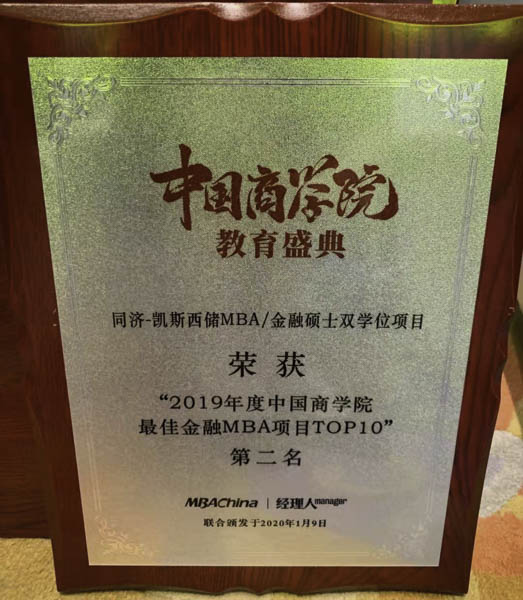 中国商学院
教育盛典
同济-凯斯西储MBA/金融硕士双学位项目
荣获
“2019年度中国商学院
最佳金融MBA项目TOP10”
第二名
MBAChina | 经理人manager
联合颁发于2020年1月9日